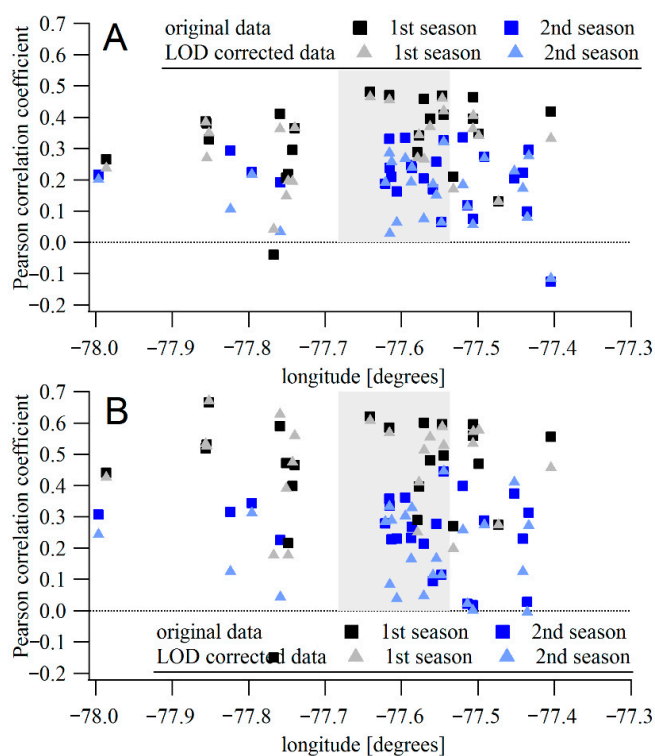 A
original data 1st season 2nd season
LOD corrected data 1st season 2nd season
Pearson correlation coefficient
0.7
0.6
0.5
0.4
0.3
0.2
0.1
0.0
−0.1
−0.2
−78.0 −77.9 −77.8 −77.7 −77.6 −77.5 −77.4 −77.3
longitude [degrees]
B
Pearson correlation coefficient
0.7
0.6
0.5
0.4
0.3
0.2
0.1
0.0
−0.1
−0.2
original data 1st season 2nd season
LOD corrected data 1st season 2nd season
−78.0 −77.9 −77.8 −77.7 −77.6 −77.5 −77.4 −77.3
longitude [degrees]